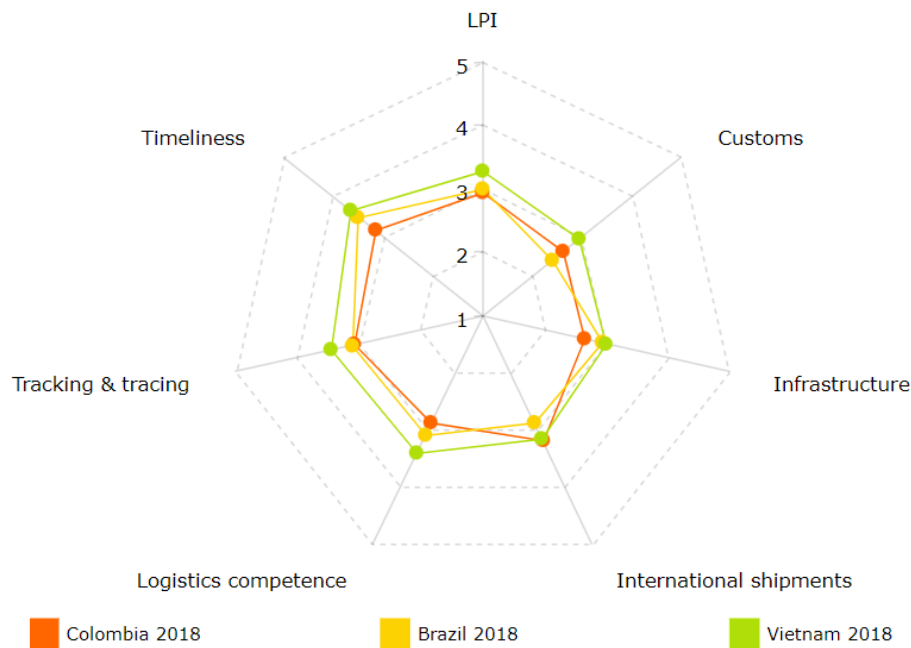 LPI
5
Timeliness
Customs
4
3
2
1
Tracking & tracing
Infrastructure
Logistics competence
International shipments
Colombia 2018
Brazil 2018
Vietnam 2018